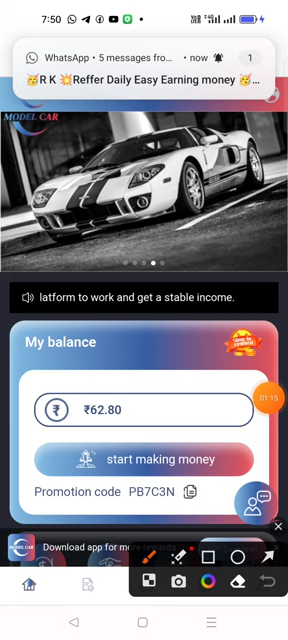 7:50
WhatsApp • 5 messages fro… • now
1
🥳R K 💥Reffer Daily Easy Earning money 🥳…
MODEL CAR
latform to work and get a stable income.
My balance
₹62.80
01:15
start making money
Promotion code PB7C3N
MODEL CAR
Download app for more rewards